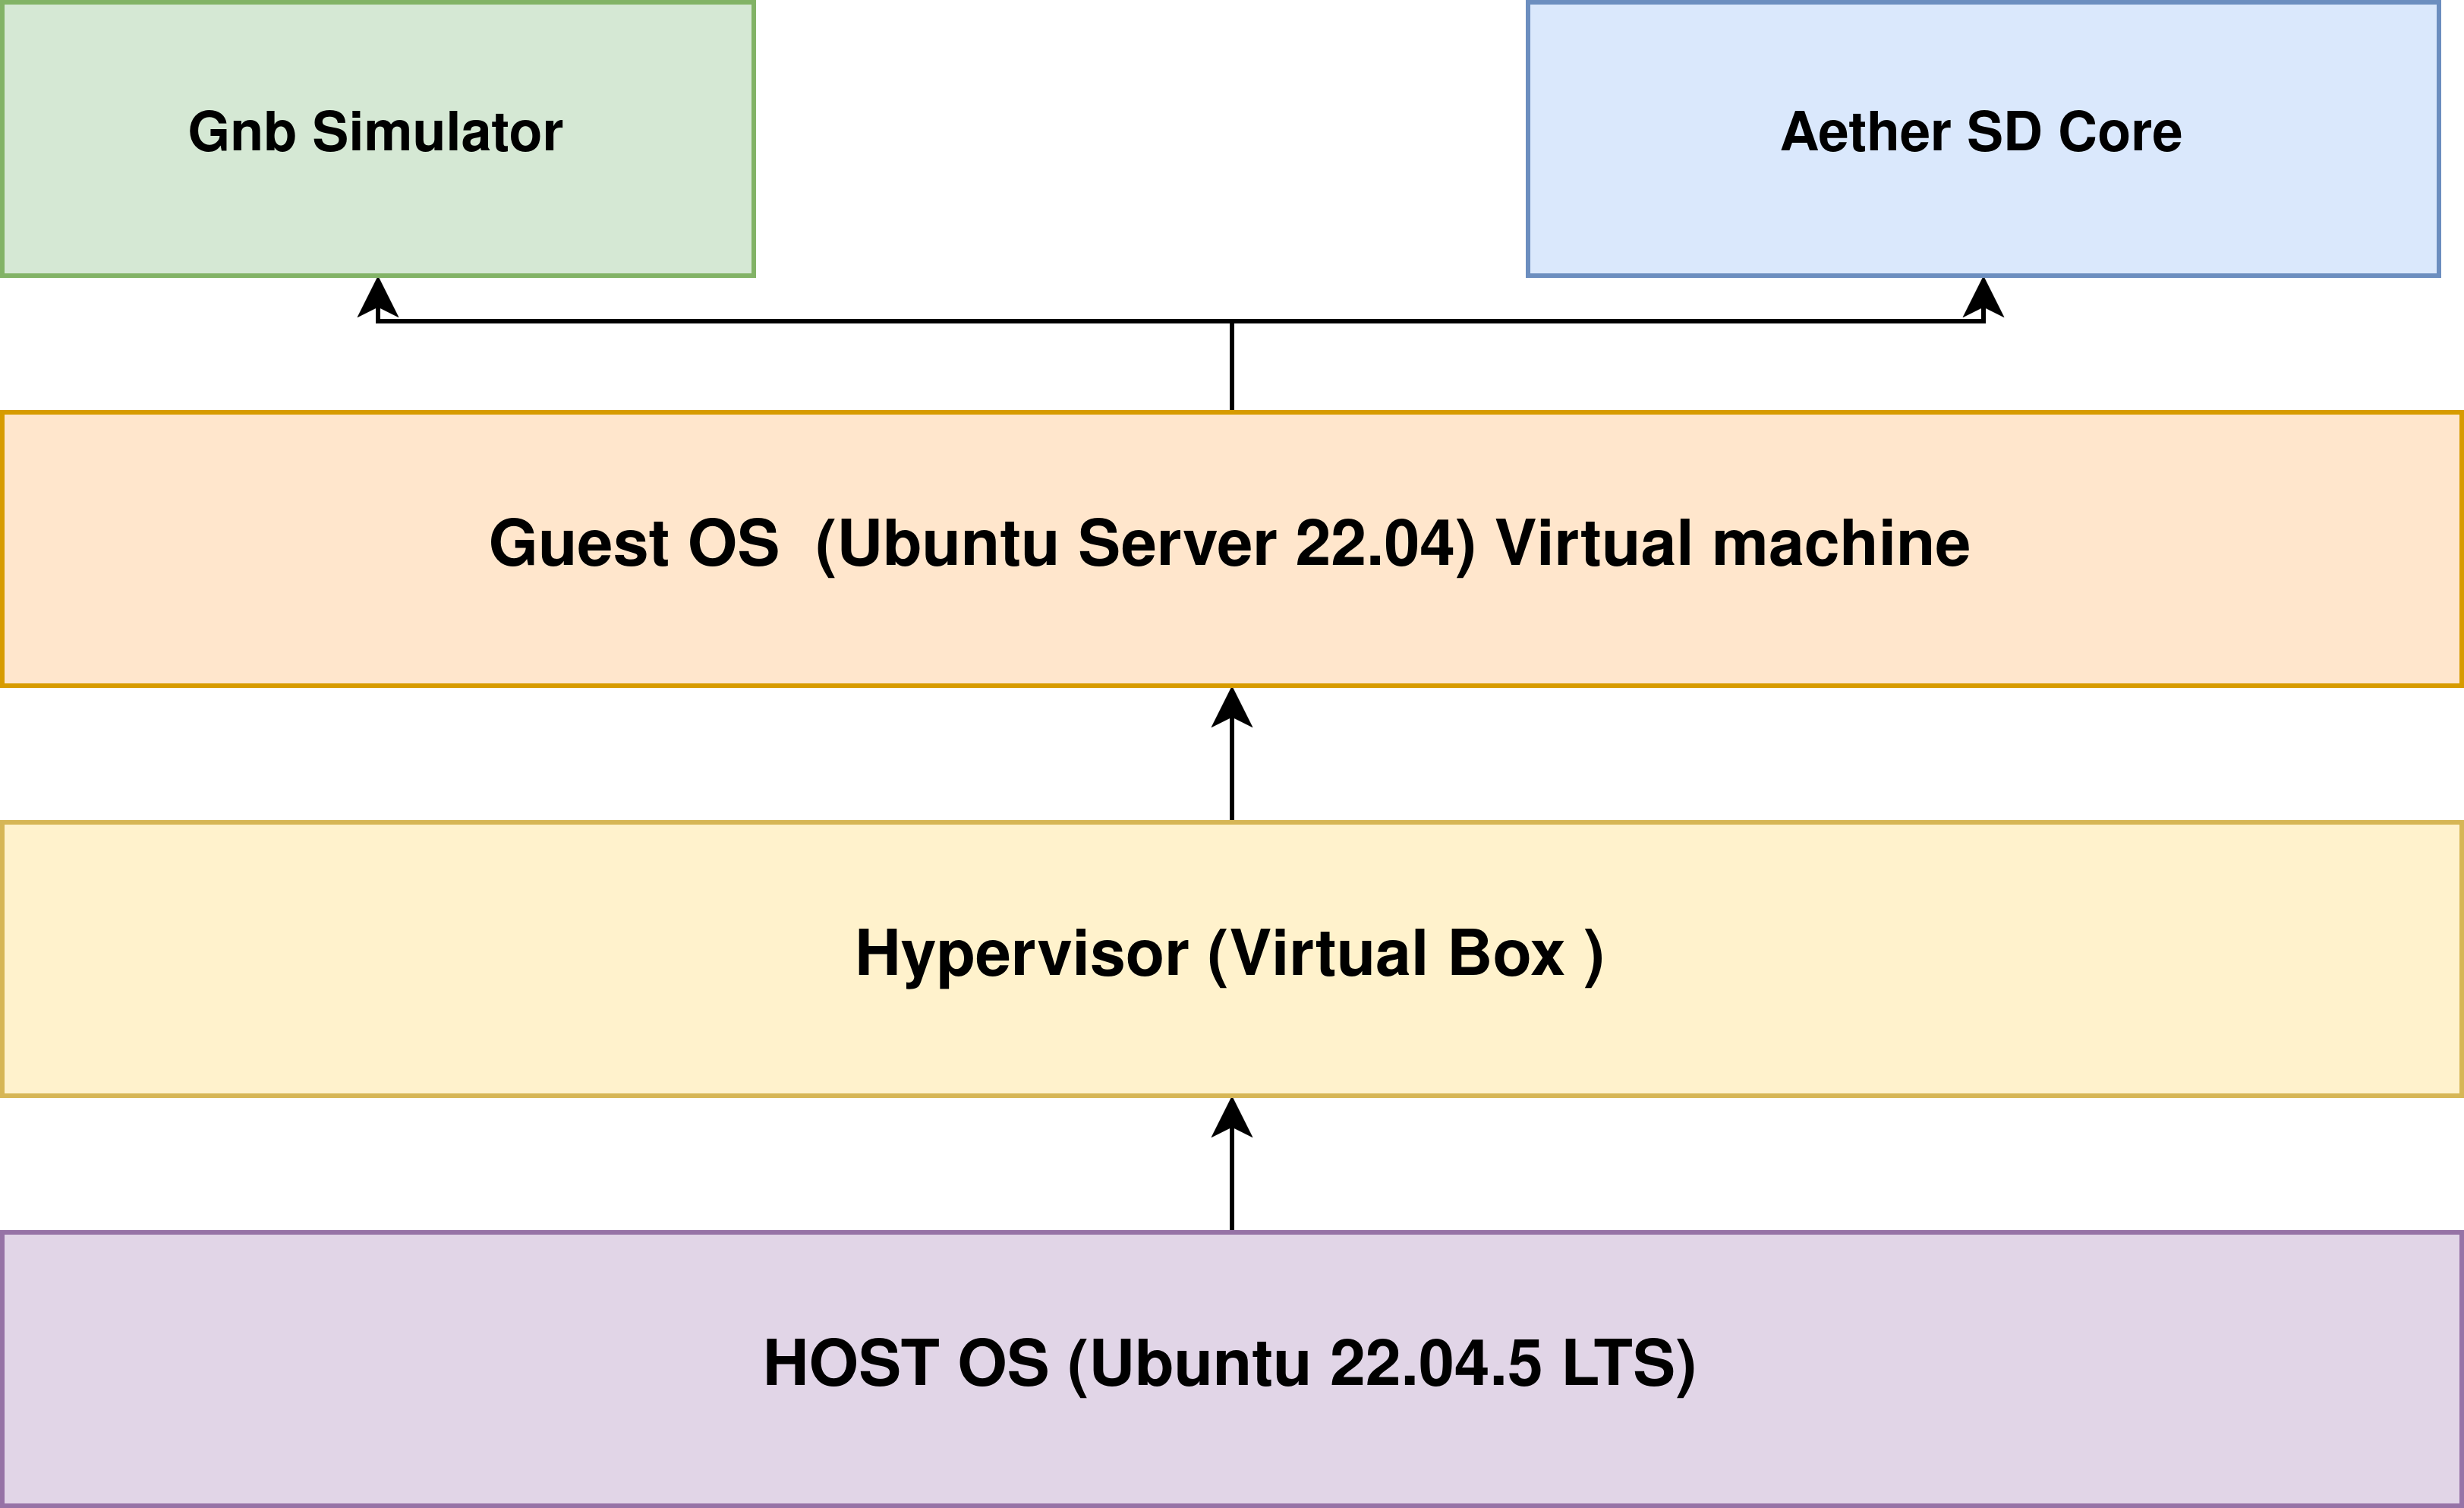 Gnb Simulator
Aether SD Core
Guest OS  (Ubuntu Server 22.04) Virtual machine
Hypervisor (Virtual Box )
HOST OS (Ubuntu 22.04.5 LTS)